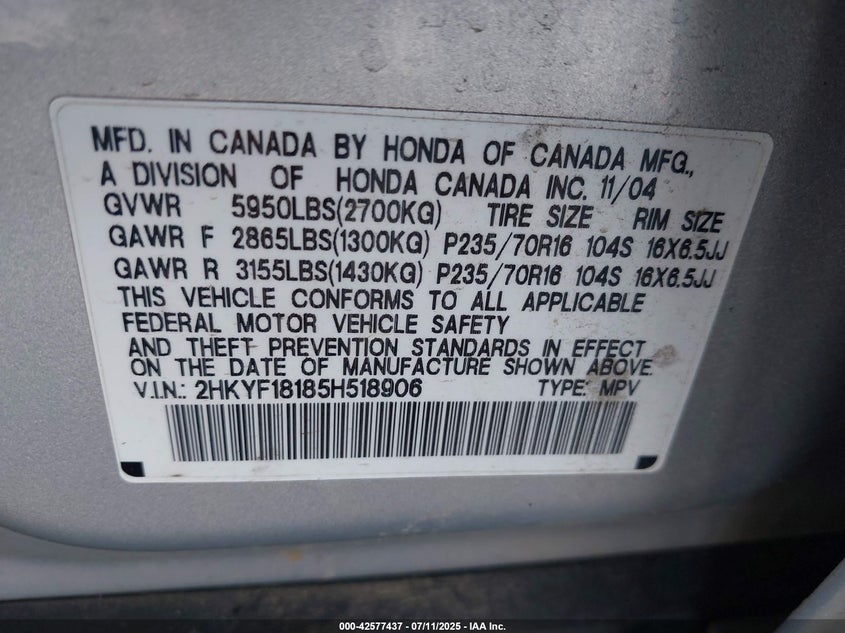 MFD. IN CANADA BY HONDA OF CANADA MFG.,
A DIVISION OF HONDA CANADA INC. 11/04
GVWR 5950LBS(2700KG) TIRE SIZE RIM SIZE
GAWR F 2865LBS(1300KG) P235/70R16 104S 16X6.5JJ
GAWR R 3155LBS(1430KG) P235/70R16 104S 16X6.5JJ
THIS VEHICLE CONFORMS TO ALL APPLICABLE
FEDERAL MOTOR VEHICLE SAFETY
AND THEFT PREVENTION STANDARDS IN EFFECT
ON THE DATE OF MANUFACTURE SHOWN ABOVE.
V.I.N.: 2HKYF18185H518906 TYPE: MPV
000-42577437 - 07/11/2025 - IAA Inc.